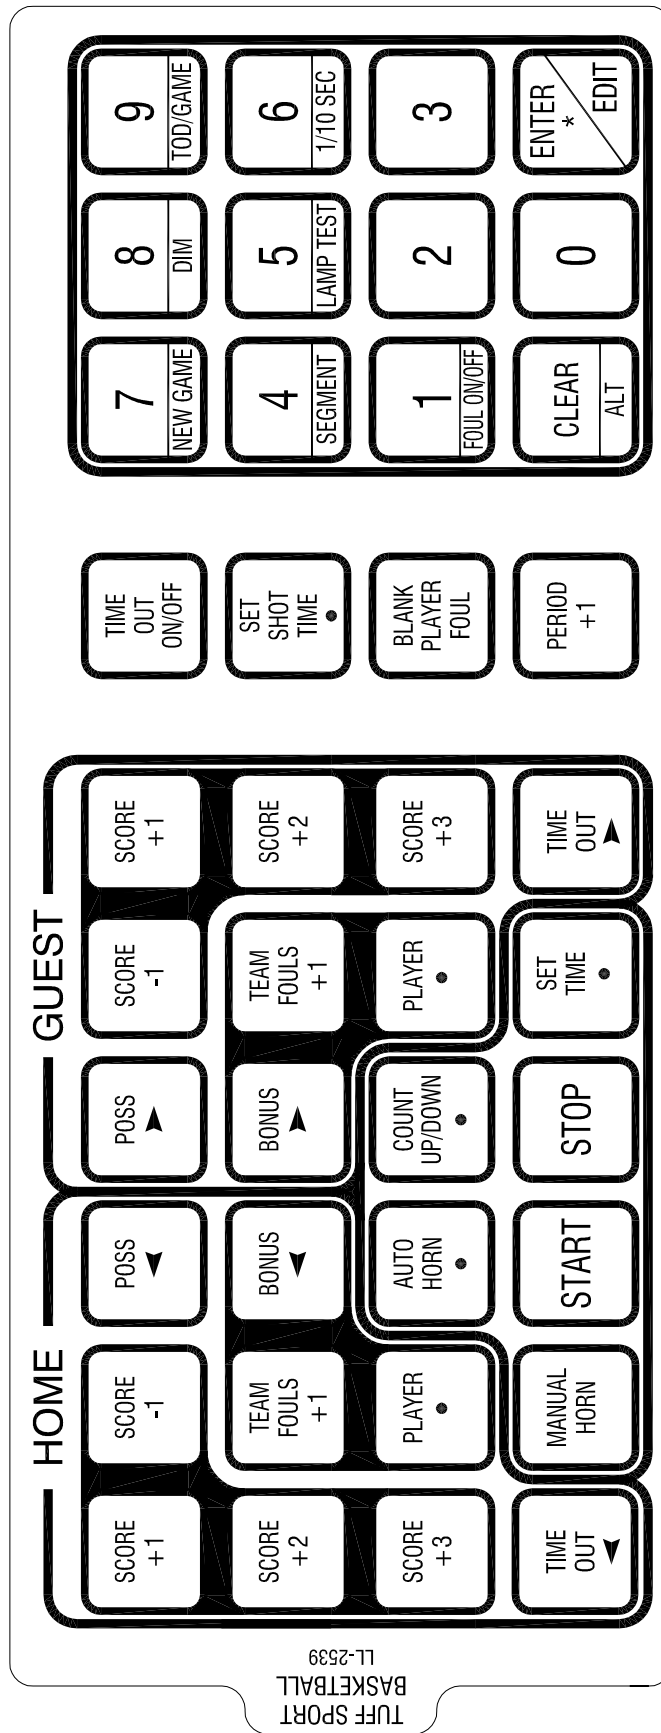 HOME
GUEST
SCORE
+1
SCORE
-1
POSS
POSS
SCORE
-1
SCORE
+1
TIME
OUT
ON/OFF
7
NEW GAME
8
DIM
9
TOD/GAME
SCORE
+2
TEAM
FOULS
+1
BONUS
BONUS
TEAM
FOULS
+1
SCORE
+2
SET
SHOT
TIME
4
SEGMENT
5
LAMP TEST
6
1/10 SEC
SCORE
+3
PLAYER
AUTO
HORN
COUNT
UP/DOWN
PLAYER
SCORE
+3
BLANK
PLAYER
FOUL
1
FOUL ON/OFF
2
3
TIME
OUT
MANUAL
HORN
START
STOP
SET
TIME
TIME
OUT
PERIOD
+1
CLEAR
ALT
0
ENTER
*
EDIT
TUFF SPORT
BASKETBALL
LL-2539